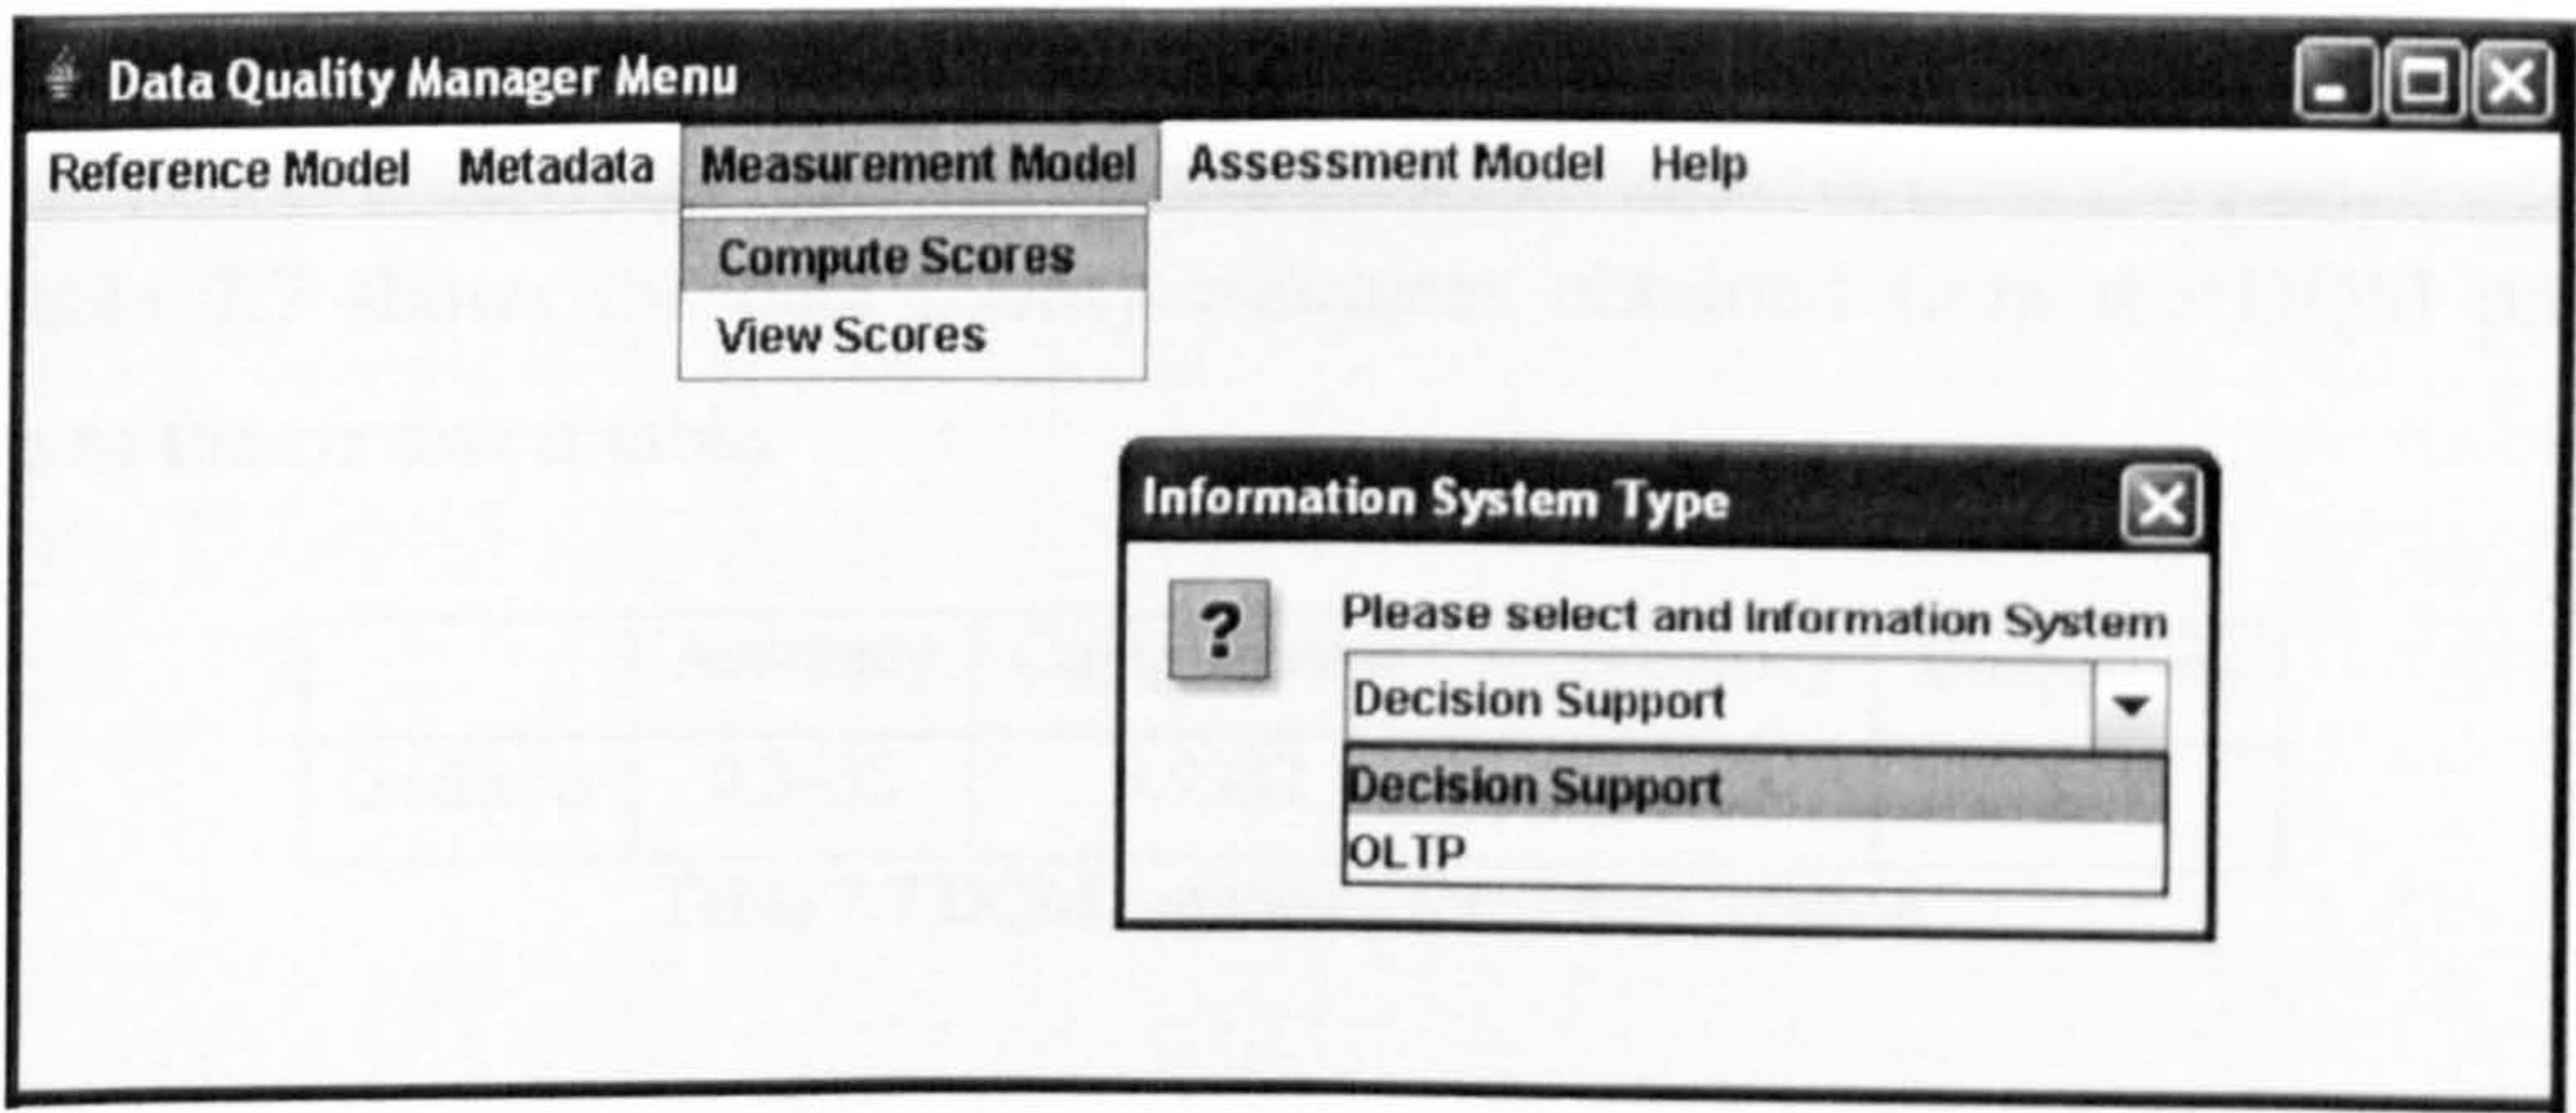 Data Quality Manager Menu
Reference Model Metadata Measurement Model Assessment Model Help
Compute Scores
View Scores
Information System Type
?
Please select and Information System
Decision Support
Decision Support
OLTP